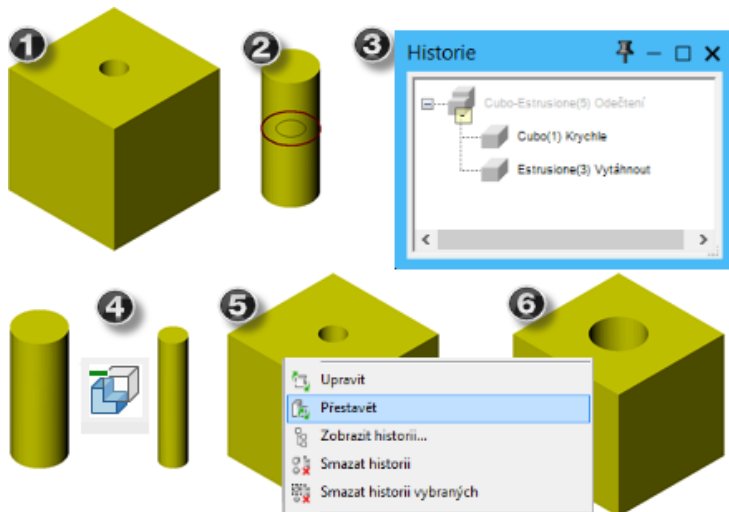 1
2
3
Historie
Cubo-Estrusione(5) Odečtení
Cubo(1) Krychle
Estrusione(3) Vytáhnout
4
5
6
Upravit
Přestavět
Zobrazit historii...
Smazat historii
Smazat historii vybraných